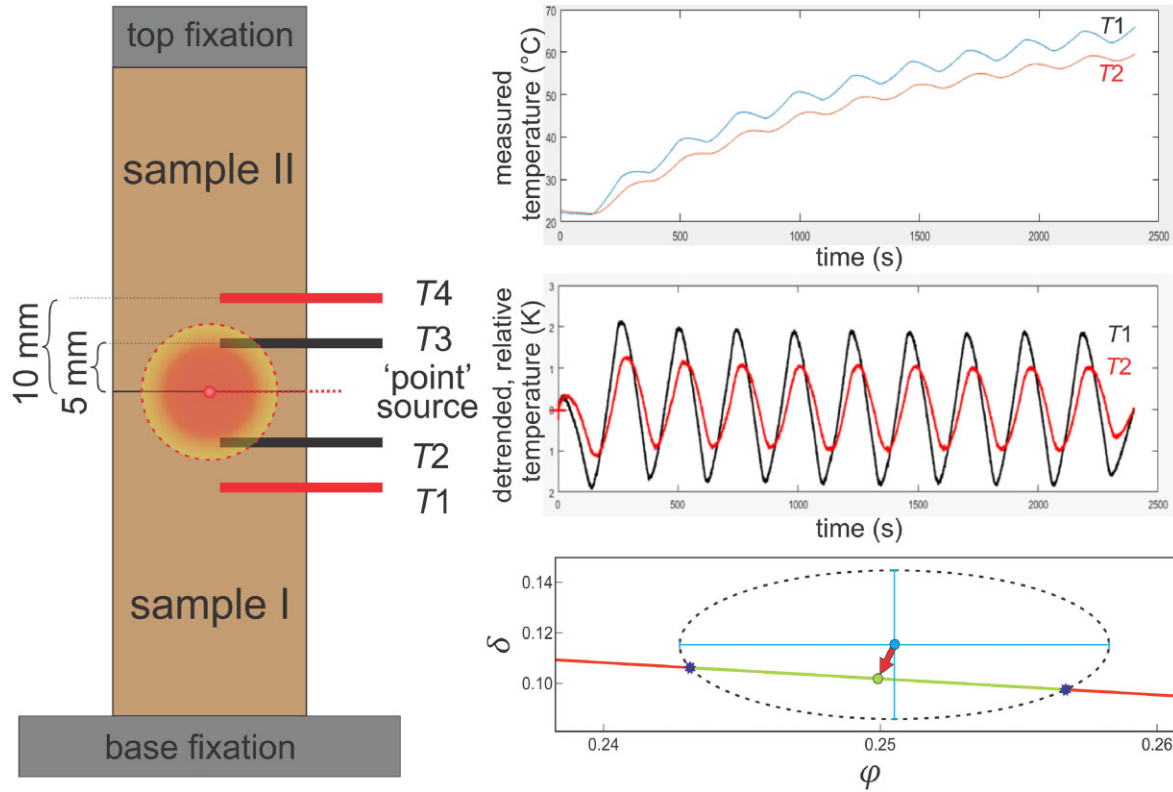 top fixation
sample II
10 mm
5 mm
T4
T3
'point'
source
T2
T1
sample I
base fixation
measured
temperature (°C)
70
60
50
40
30
20
0
500
1000
1500
2000
2500
T1
T2
time (s)
detrended, relative
temperature (K)
3
2
1
0
1
2
0
500
1000
1500
2000
2500
T1
T2
time (s)
δ
0.14
0.12
0.10
0.24
0.25
0.26
φ